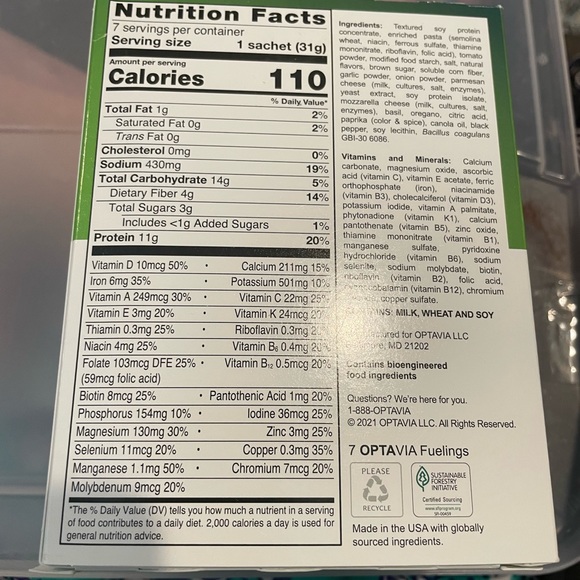 Nutrition Facts
7 servings per container
Serving size 1 sachet (31g)
Amount per serving
Calories 110
% Daily Value*
Total Fat 1g 2%
Saturated Fat 0g 2%
Trans Fat 0g
Cholesterol 0mg 0%
Sodium 430mg 19%
Total Carbohydrate 14g 5%
Dietary Fiber 4g 14%
Total Sugars 3g
Includes <1g Added Sugars 1%
Protein 11g 20%
Vitamin D 10mcg 50% • Calcium 211mg 15%
Iron 6mg 35% • Potassium 501mg 10%
Vitamin A 249mcg 30% • Vitamin C 22mg 25%
Vitamin E 3mg 20% • Vitamin K 24mcg 20%
Thiamin 0.3mg 25% • Riboflavin 0.3mg
Niacin 4mg 25% • Vitamin B6 0.4mg
Folate 103mcg DFE 25% • Vitamin B12 0.5mcg 20%
(59mcg folic acid)
Biotin 8mcg 25% • Pantothenic Acid 1mg 20%
Phosphorus 154mg 10% • Iodine 36mcg 25%
Magnesium 130mg 30% • Zinc 3mg 25%
Selenium 11mcg 20% • Copper 0.3mg 35%
Manganese 1.1mg 50% • Chromium 7mcg 20%
Molybdenum 9mcg 20%
*The % Daily Value (DV) tells you how much a nutrient in a serving
of food contributes to a daily diet. 2,000 calories a day is used for
general nutrition advice.
Ingredients: Textured soy protein
concentrate, enriched pasta (semolina
wheat, niacin, ferrous sulfate, thiamine
mononitrate, riboflavin, folic acid), tomato
powder, modified food starch, salt, natural
flavors, brown sugar, soluble corn fiber,
garlic powder, onion powder, parmesan
cheese (milk, cultures, salt, enzymes),
yeast extract, soy protein isolate,
mozzarella cheese (milk, cultures, salt,
enzymes), basil, oregano, citric acid,
paprika (color & spice), canola oil, black
pepper, soy lecithin, Bacillus coagulans
GBI-30 6086.
Vitamins and Minerals: Calcium
carbonate, magnesium oxide, ascorbic
acid (vitamin C), vitamin E acetate, ferric
orthophosphate (iron), niacinamide
(vitamin B3), cholecalciferol (vitamin D3),
potassium iodide, vitamin A palmitate,
phytonadione (vitamin K1), calcium
pantothenate (vitamin B5), zinc oxide,
thiamine mononitrate (vitamin B1),
manganese sulfate, pyridoxine
hydrochloride (vitamin B6), sodium
selenite, sodium molybdate, biotin,
riboflavin (vitamin B2), folic acid,
(vitamin B12), chromium
copper sulfate.
MILK, WHEAT AND SOY
for OPTAVIA LLC
MD 21202
Contains bioengineered
food ingredients
Questions? We're here for you.
1-888-OPTAVIA
© 2021 OPTAVIA LLC. All Rights Reserved.
7 OPTAVIA Fuelings
PLEASE
RECYCLE
SUSTAINABLE
FORESTRY
INITIATIVE
Certified Sourcing
www.sfiprogram.org
Made in the USA with globally
sourced ingredients.